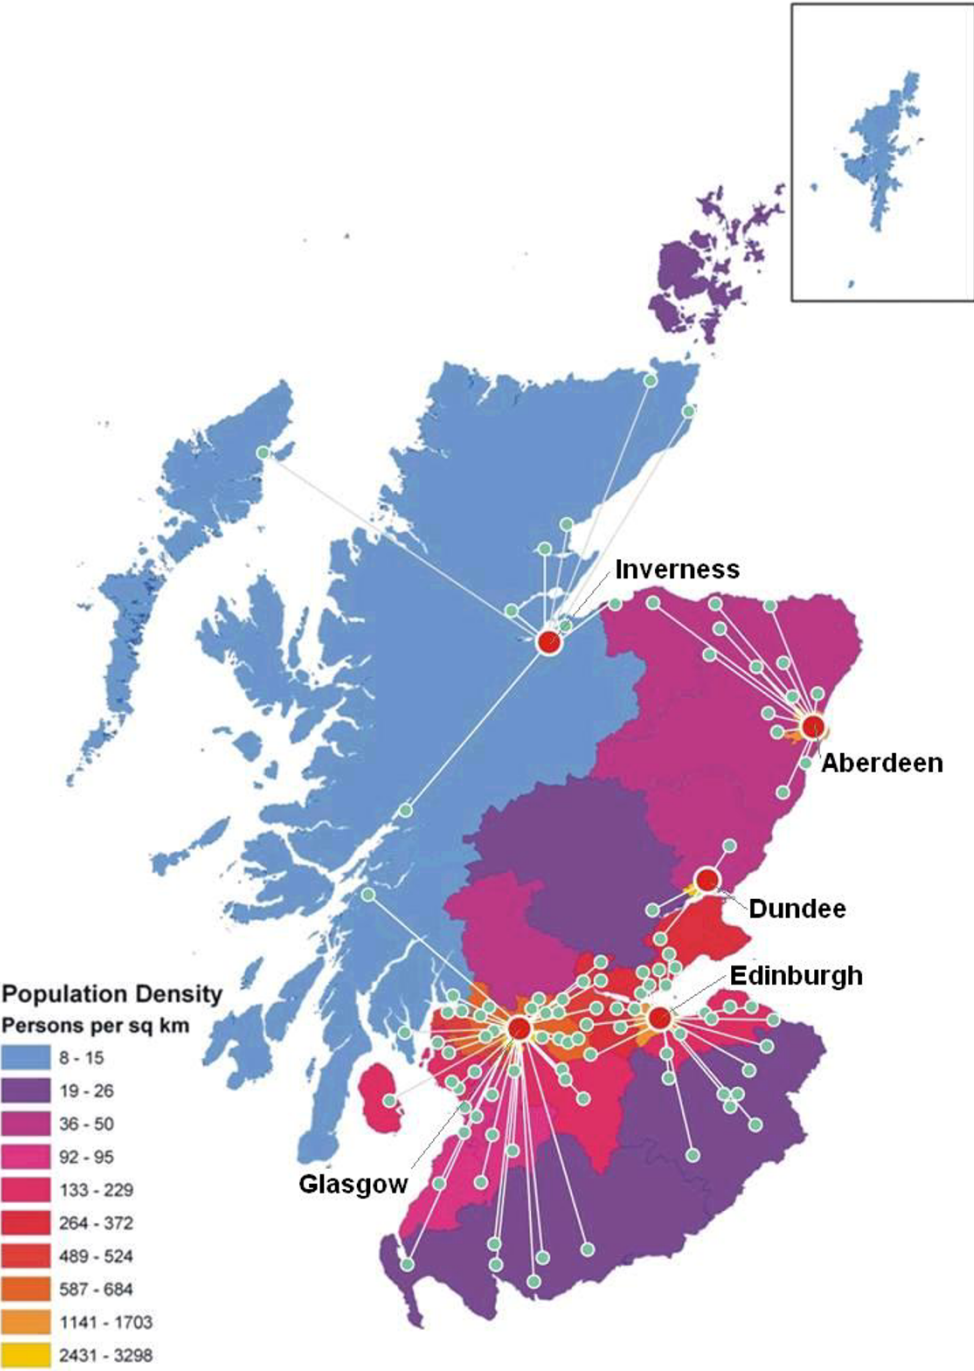 Inverness
Aberdeen
Dundee
Edinburgh
Glasgow
Population Density
Persons per sq km
8 - 15
19 - 26
36 - 50
92 - 95
133 - 229
264 - 372
489 - 524
587 - 684
1141 - 1703
2431 - 3298